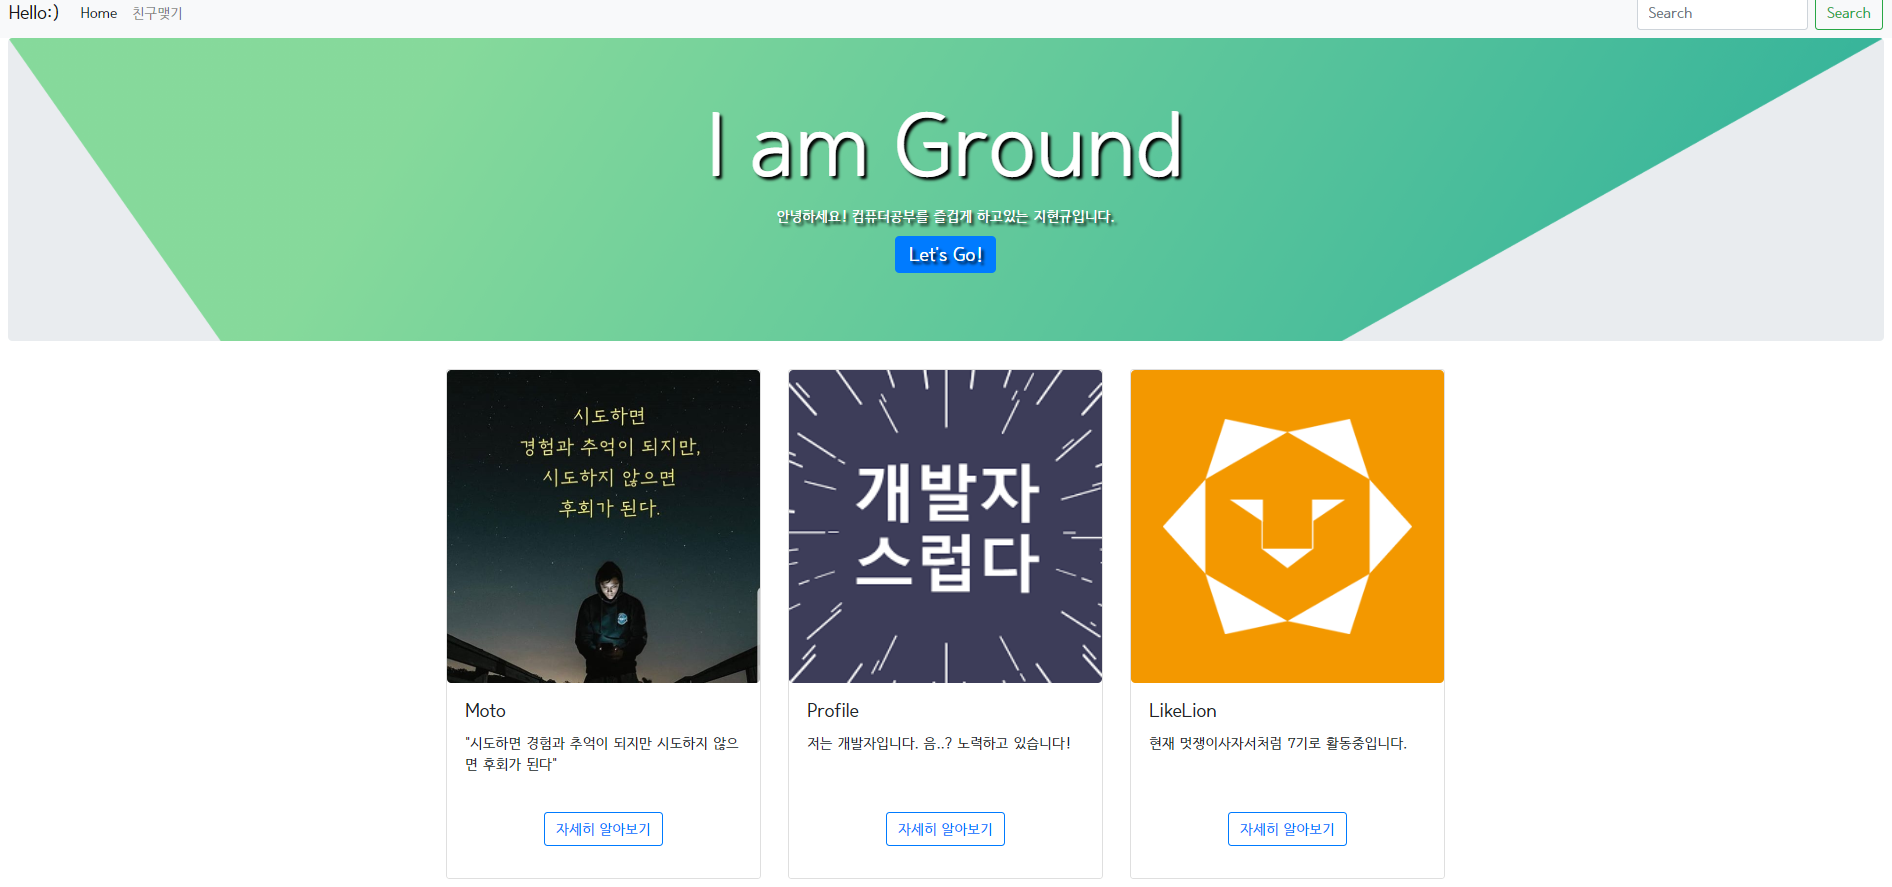 Hello:)
Home
친구맺기
Search
Search
I am Ground
안녕하세요! 컴퓨터공부를 즐겁게 하고있는 지현규입니다.
Let's Go!
시도하면
경험과 추억이 되지만,
시도하지 않으면
후회가 된다.
Moto
"시도하면 경험과 추억이 되지만 시도하지 않으
면 후회가 된다"
자세히 알아보기
개발자
스럽다
Profile
저는 개발자입니다. 음..? 노력하고 있습니다!
자세히 알아보기
LikeLion
현재 멋쟁이사자서처럼 7기로 활동중입니다.
자세히 알아보기